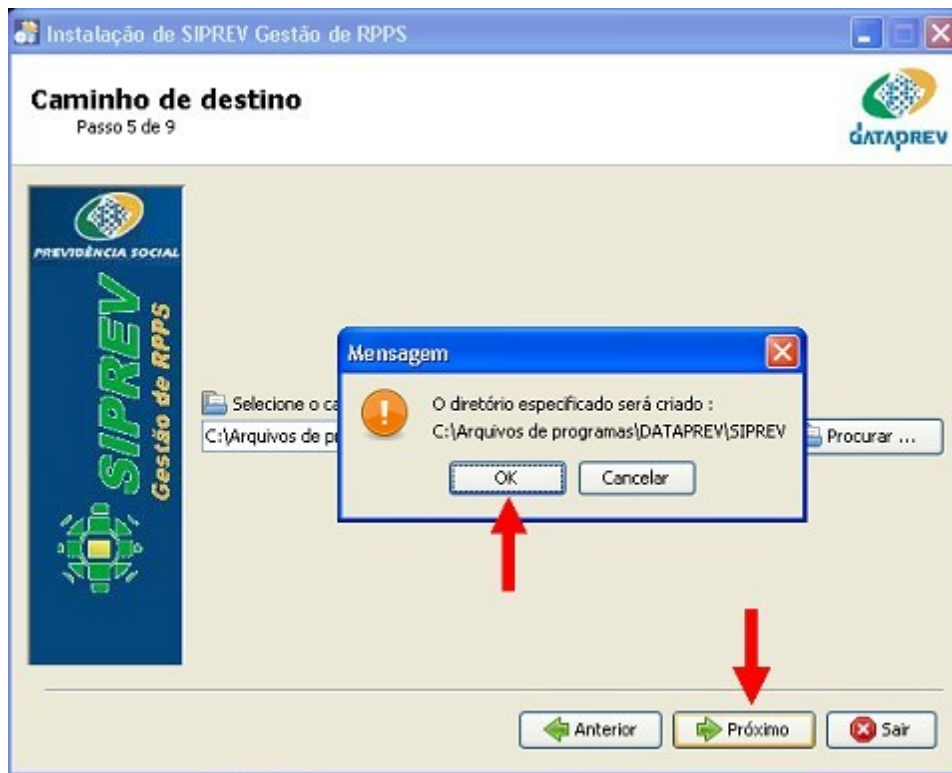 Instalação de SIPREV Gestão de RPPS
Caminho de destino
Passo 5 de 9
DATAPREV
PREVIDÊNCIA SOCIAL
SIPREV
Gestão de RPPS
Selecione o
C:\Arquivos de
Procurar ...
Mensagem
O diretório especificado será criado :
C:\Arquivos de programas\DATAPREV\SIPREV
OK
Cancelar
Anterior
Próximo
Sair